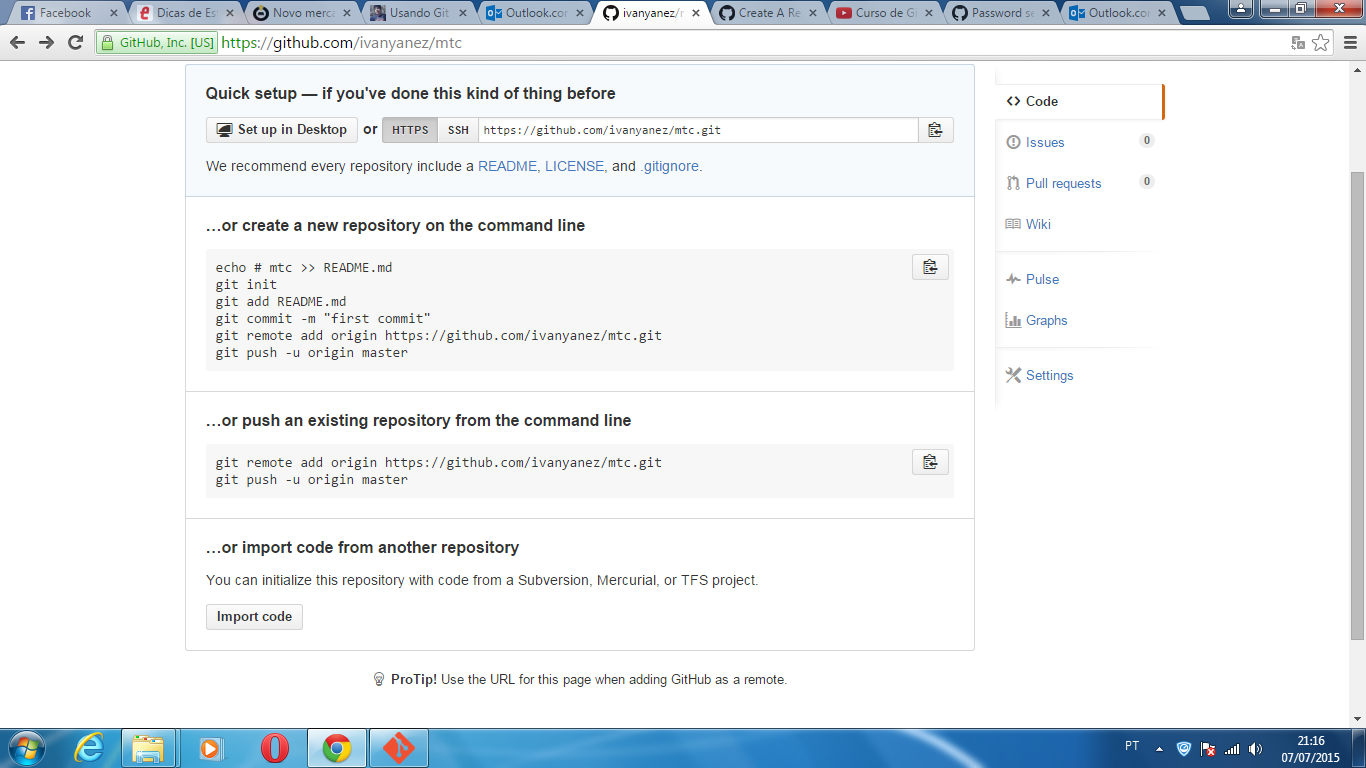 Facebook
Dicas de Es
Novo merca
Usando Git
Outlook.com
ivanyanez/m
Create A Re
Curso de G
Password se
Outlook.com
GitHub, Inc. [US]
https://github.com/ivanyanez/mtc
Quick setup — if you've done this kind of thing before
Set up in Desktop or HTTPS SSH https://github.com/ivanyanez/mtc.git
We recommend every repository include a README, LICENSE, and .gitignore.
…or create a new repository on the command line
echo # mtc >> README.md
git init
git add README.md
git commit -m "first commit"
git remote add origin https://github.com/ivanyanez/mtc.git
git push -u origin master
…or push an existing repository from the command line
git remote add origin https://github.com/ivanyanez/mtc.git
git push -u origin master
…or import code from another repository
You can initialize this repository with code from a Subversion, Mercurial, or TFS project.
Import code
ProTip! Use the URL for this page when adding GitHub as a remote.
Code
Issues 0
Pull requests 0
Wiki
Pulse
Graphs
Settings
PT
21:16
07/07/2015